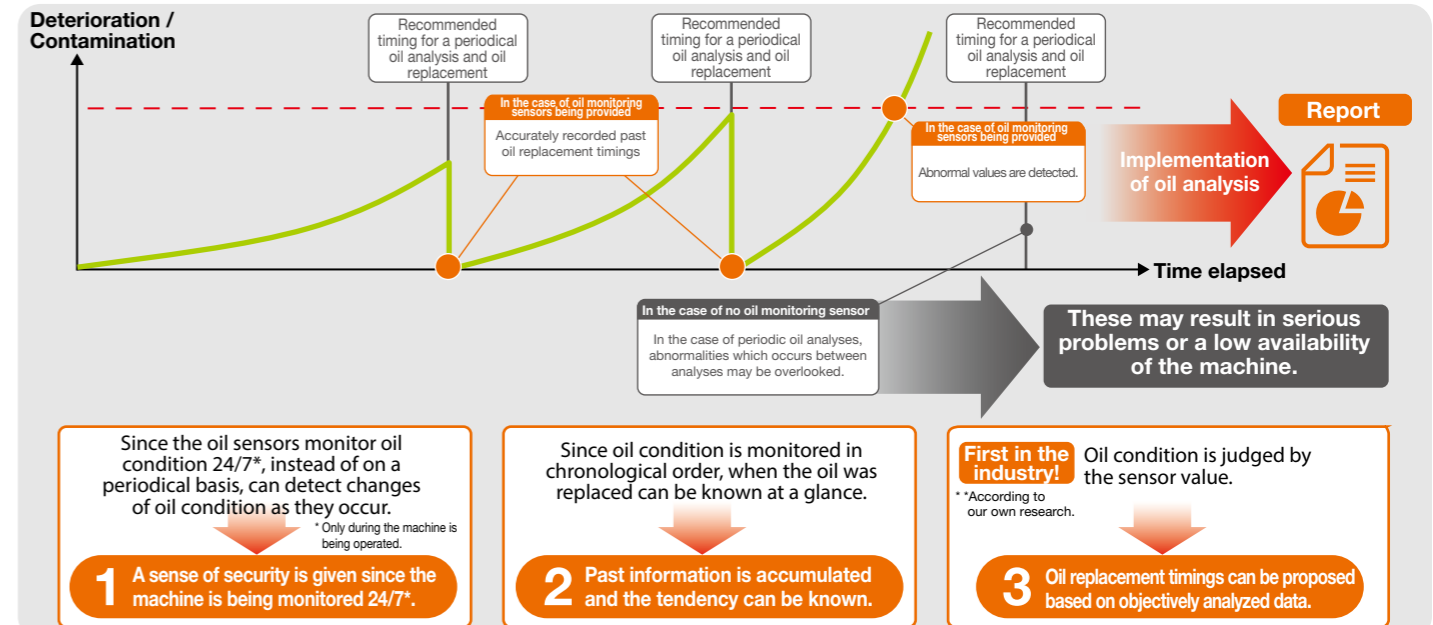 Deterioration /
Contamination
Recommended
timing for a periodical
oil analysis and oil
replacement
Recommended
timing for a periodical
oil analysis and oil
replacement
Recommended
timing for a periodical
oil analysis and oil
replacement
In the case of oil monitoring
sensors being provided
Accurately recorded past
oil replacement timings
In the case of oil monitoring
sensors being provided
Abnormal values are detected.
Implementation
of oil analysis
Report
Time elapsed
In the case of no oil monitoring sensor
In the case of periodic oil analyses,
abnormalities which occurs between
analyses may be overlooked.
These may result in serious
problems or a low availability
of the machine.
Since the oil sensors monitor oil
condition 24/7*, instead of on a
periodical basis, can detect changes
of oil condition as they occur.
* Only during the machine is
being operated.
1 A sense of security is given since the
machine is being monitored 24/7*.
Since oil condition is monitored in
chronological order, when the oil was
replaced can be known at a glance.
2 Past information is accumulated
and the tendency can be known.
First in the
industry!
* *According to
our own research.
Oil condition is judged by
the sensor value.
3 Oil replacement timings can be proposed
based on objectively analyzed data.